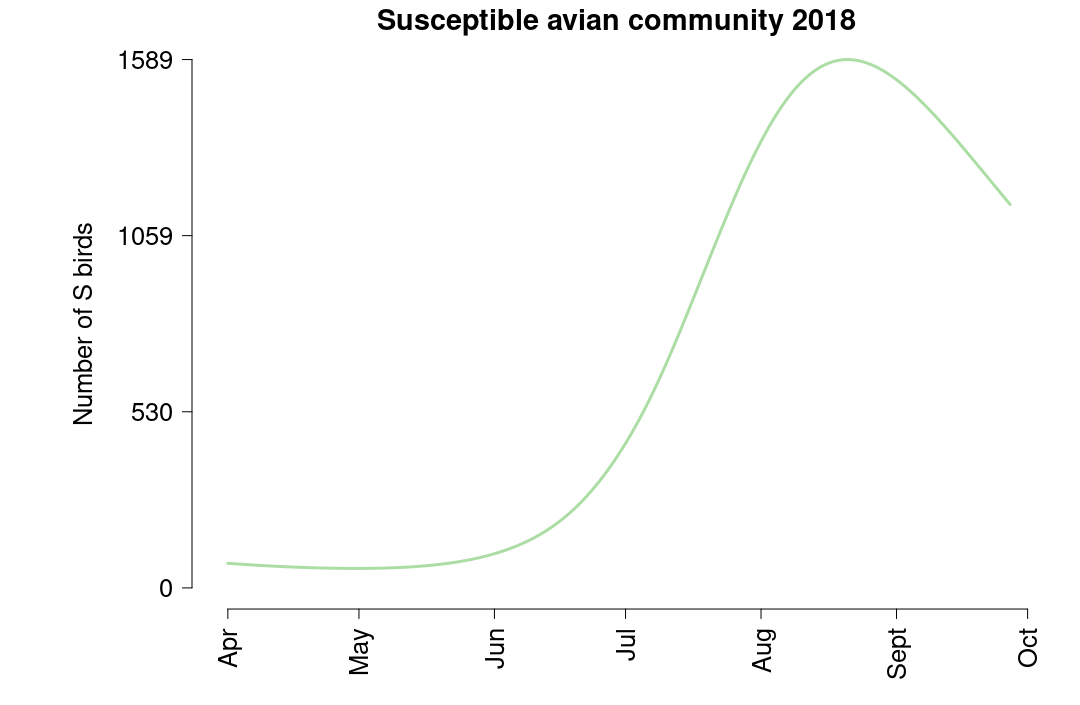 Susceptible avian community 2018
Number of S birds
1589
1059
530
0
Apr
May
Jun
Jul
Aug
Sept
Oct